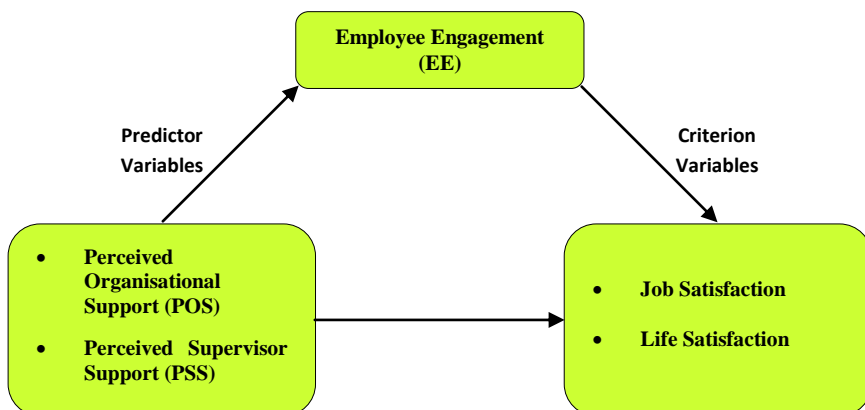 Employee Engagement
(EE)
Predictor
Variables
Criterion
Variables
• Perceived
Organisational
Support (POS)
• Perceived Supervisor
Support (PSS)
• Job Satisfaction
• Life Satisfaction